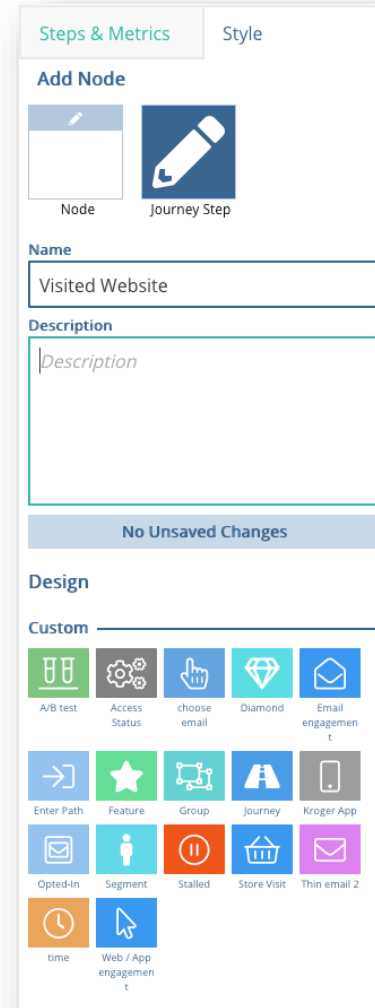 Steps & Metrics Style
Add Node
Node Journey Step
Name
Visited Website
Description
Description
No Unsaved Changes
Design
Custom
A/B test Access choose Diamond Email
Status email engagemen
t
Enter Path Feature Group Journey Kroger App
Opted-In Segment Stalled Store Visit Thin email 2
time Web / App
engagemen
t